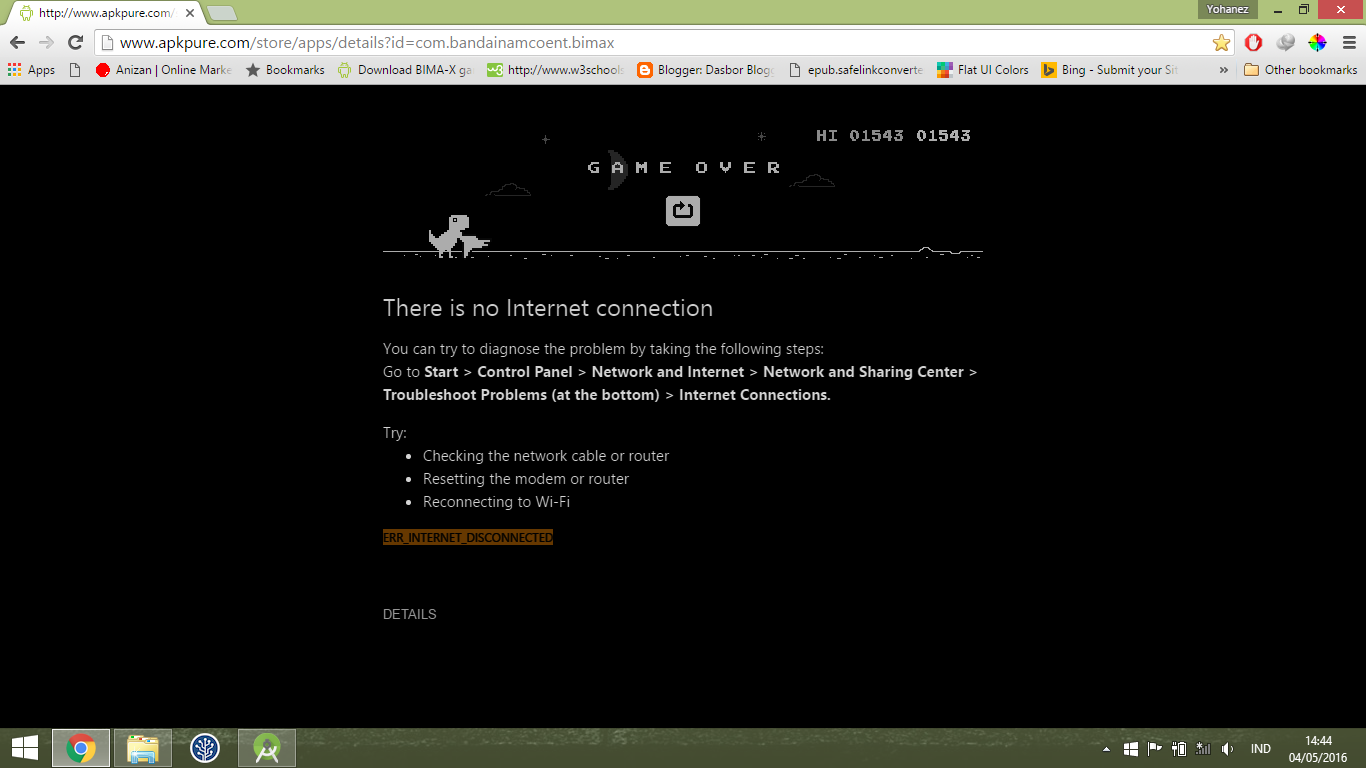 http://www.apkpure.com/
Yohanez
www.apkpure.com/store/apps/details?id=com.bandainamcoent.bimax
Apps
Anizan | Online Marke
Bookmarks
Download BIMA-X ga
http://www.w3schools
Blogger: Dasbor Blogg
epub.safelinkconverte
Flat UI Colors
Bing - Submit your Sit
»
Other bookmarks
HI 01543 01543
GAME OVER
There is no Internet connection
You can try to diagnose the problem by taking the following steps:
Go to Start > Control Panel > Network and Internet > Network and Sharing Center >
Troubleshoot Problems (at the bottom) > Internet Connections.
Try:
• Checking the network cable or router
• Resetting the modem or router
• Reconnecting to Wi-Fi
ERR_INTERNET_DISCONNECTED
DETAILS
IND
14:44
04/05/2016